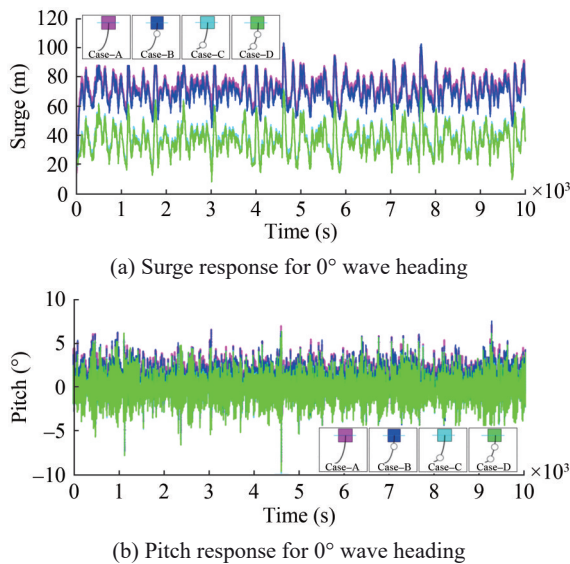 120
100
80
60
40
20
0
Surge (m)
Case–A Case–B Case–C Case–D
0 1 2 3 4 5 6 7 8 9 10
×10³
Time (s)
(a) Surge response for 0° wave heading
10
5
0
−5
−10
Pitch (°)
Case–A Case–B Case–C Case–D
0 1 2 3 4 5 6 7 8 9 10
×10³
Time (s)
(b) Pitch response for 0° wave heading